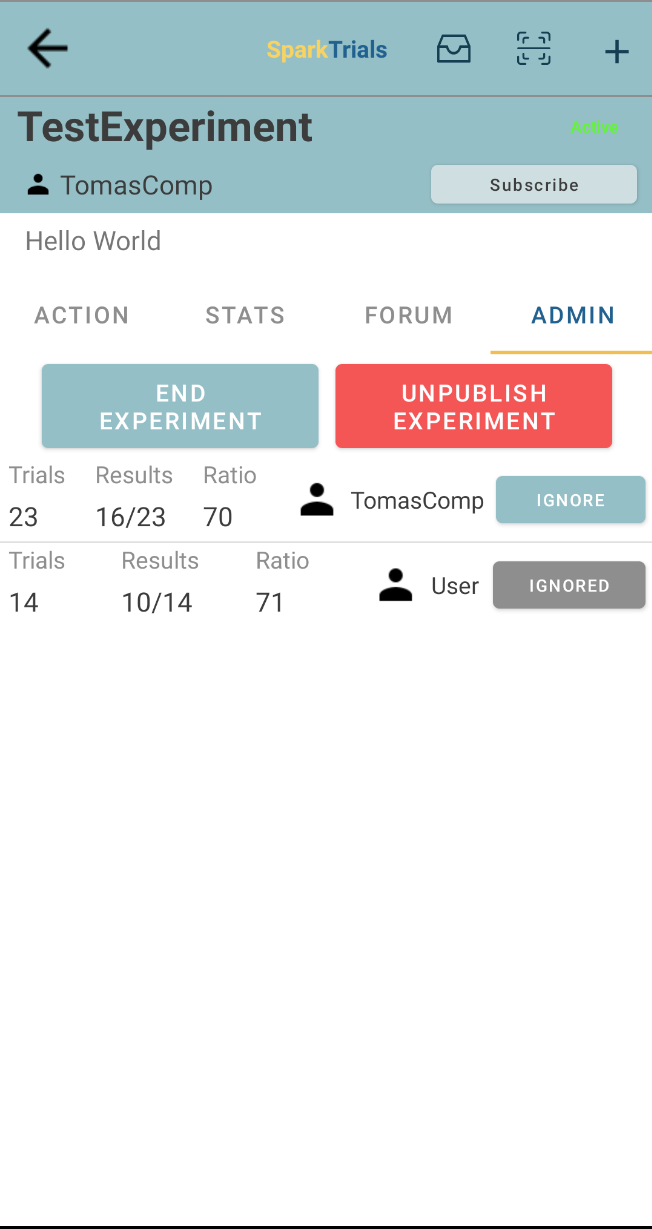 SparkTrials
TestExperiment
Active
TomasComp
Subscribe
Hello World
ACTION STATS FORUM ADMIN
END
EXPERIMENT
UNPUBLISH
EXPERIMENT
Trials Results Ratio
23 16/23 70
TomasComp
IGNORE
Trials Results Ratio
14 10/14 71
User
IGNORED